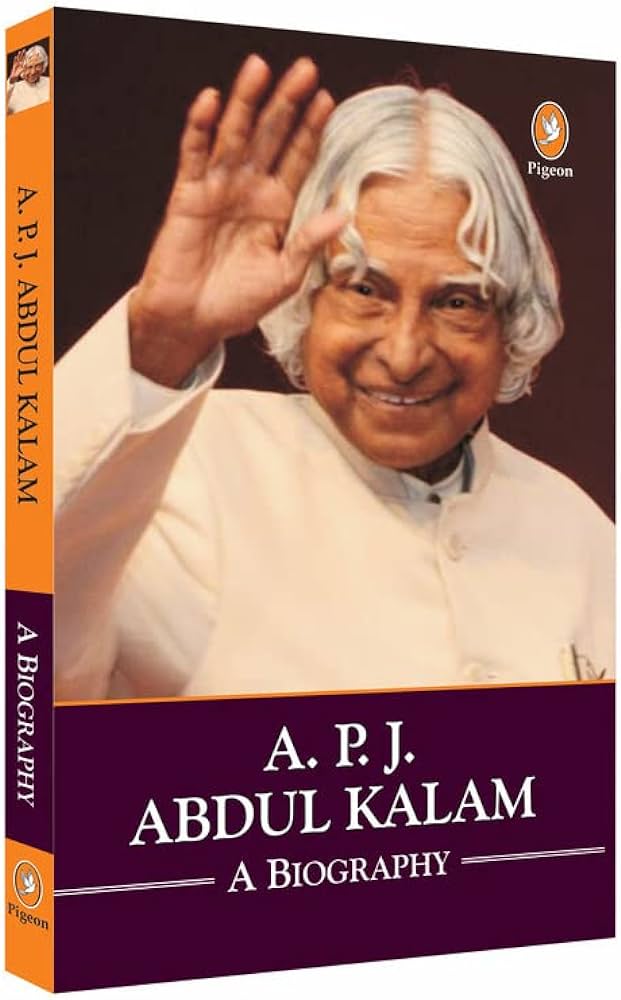 A. P. J. ABDUL KALAM
A BIOGRAPHY
Pigeon
Pigeon
A. P. J.
ABDUL KALAM
A BIOGRAPHY